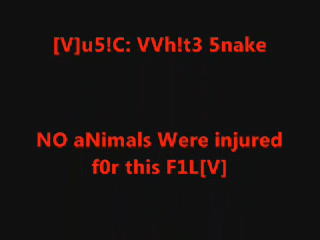 [V]u5!C: VVh!t3 5nake
NO aNimals Were injured
f0r this F1L[V]